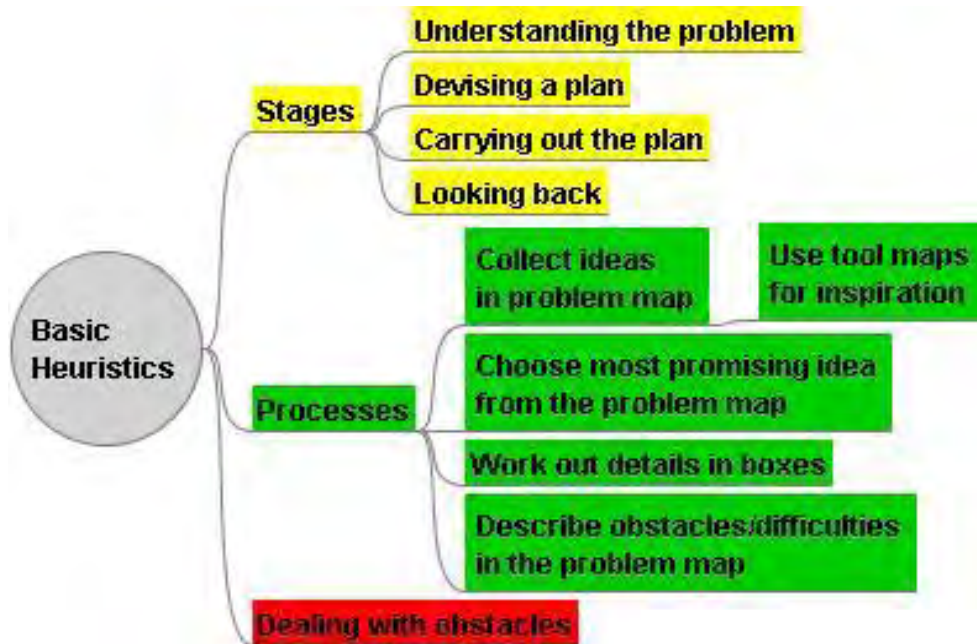 Understanding the problem
Devising a plan
Stages
Carrying out the plan
Looking back
Collect ideas
in problem map
Use tool maps
for inspiration
Basic
Heuristics
Choose most promising idea
from the problem map
Processes
Work out details in boxes
Describe obstacles/difficulties
in the problem map
Dealing with obstacles